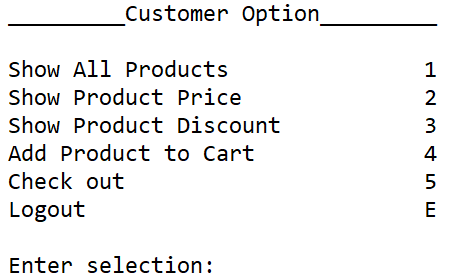 _________Customer Option_________
Show All Products               1
Show Product Price              2
Show Product Discount           3
Add Product to Cart             4
Check out                       5
Logout                          E
Enter selection: